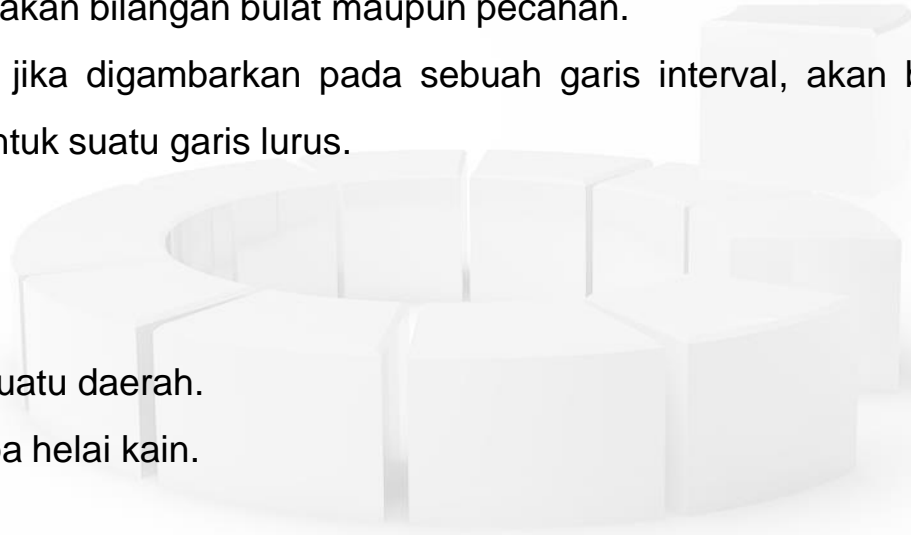 akan bilangan bulat maupun pecahan.
jika digambarkan pada sebuah garis interval, akan
ntuk suatu garis lurus.
uatu daerah.
helai kain.